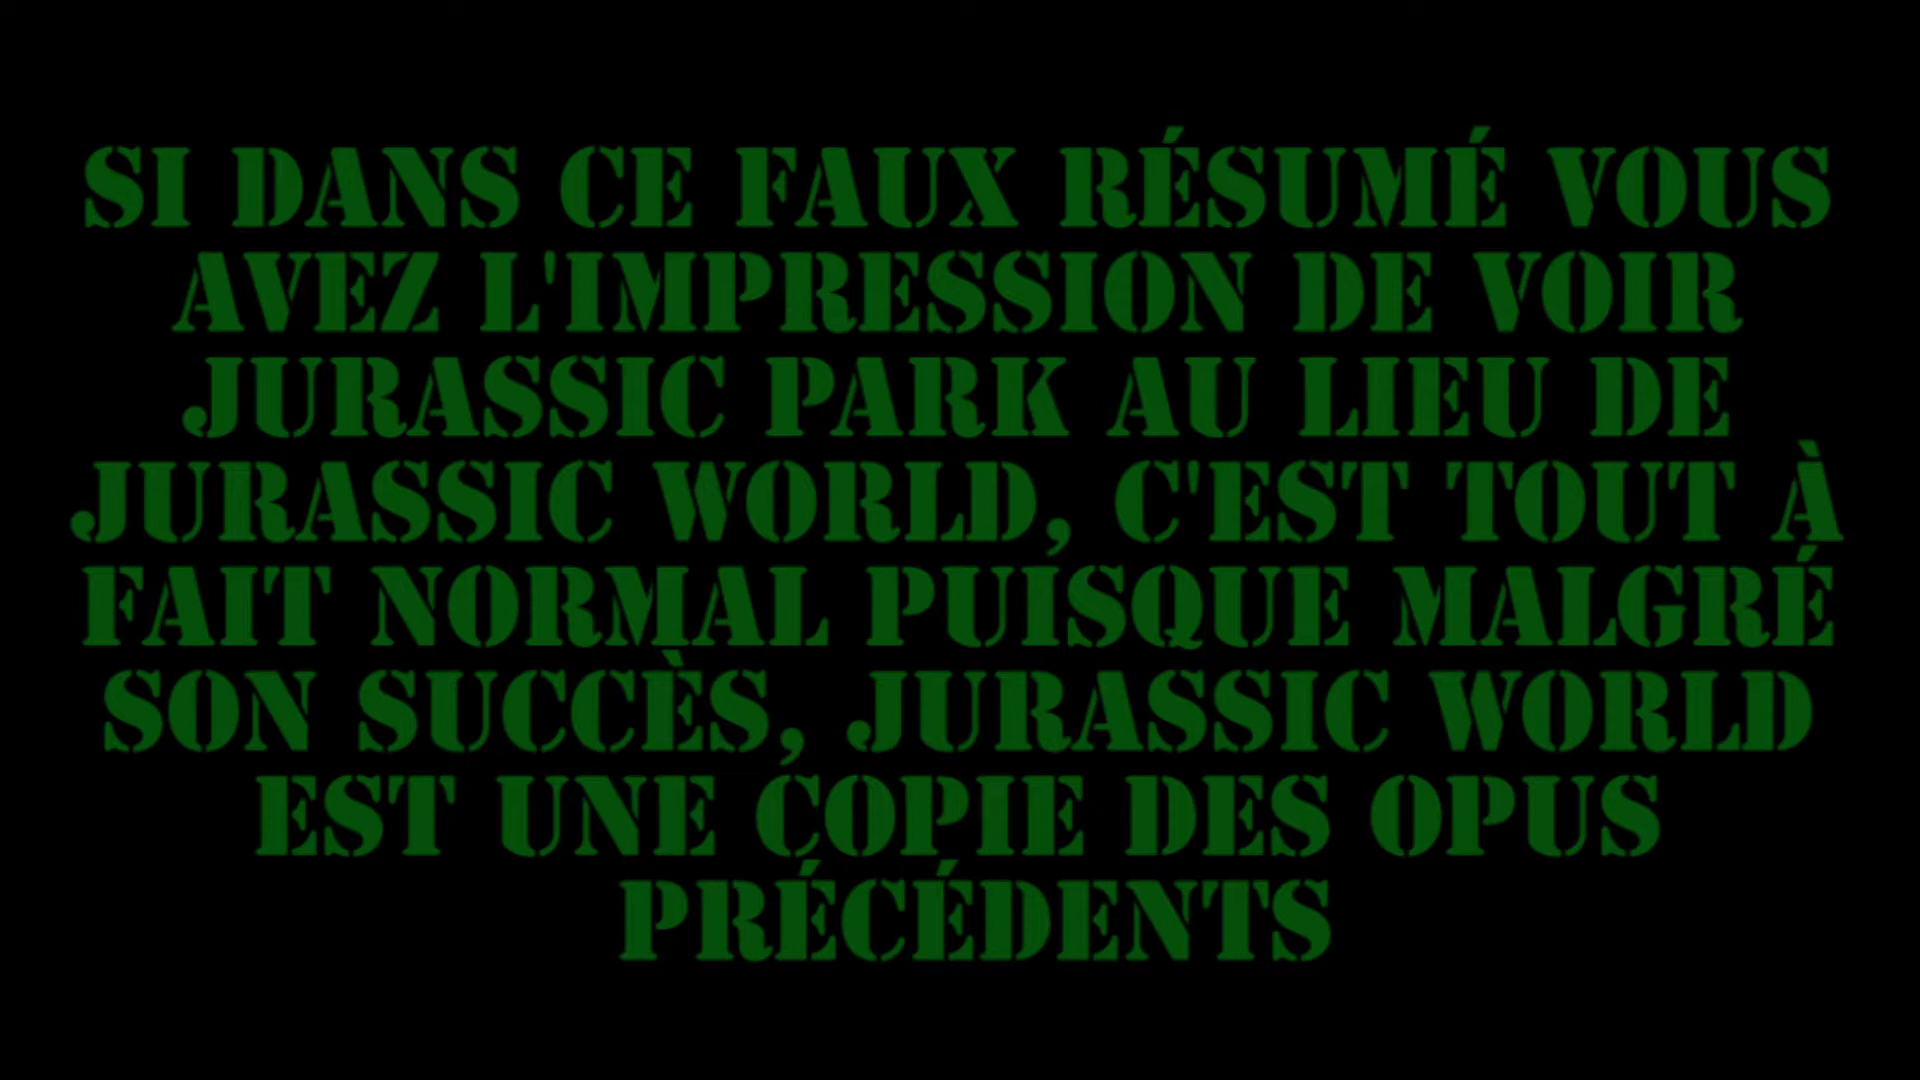 SI DANS CE FAUX RÉSUMÉ VOUS
AVEZ L'IMPRESSION DE VOIR
JURASSIC PARK AU LIEU DE
JURASSIC WORLD, C'EST TOUT À
FAIT NORMAL PUISQUE MALGRÉ
SON SUCCÈS, JURASSIC WORLD
EST UNE COPIE DES OPUS
PRÉCÉDENTS